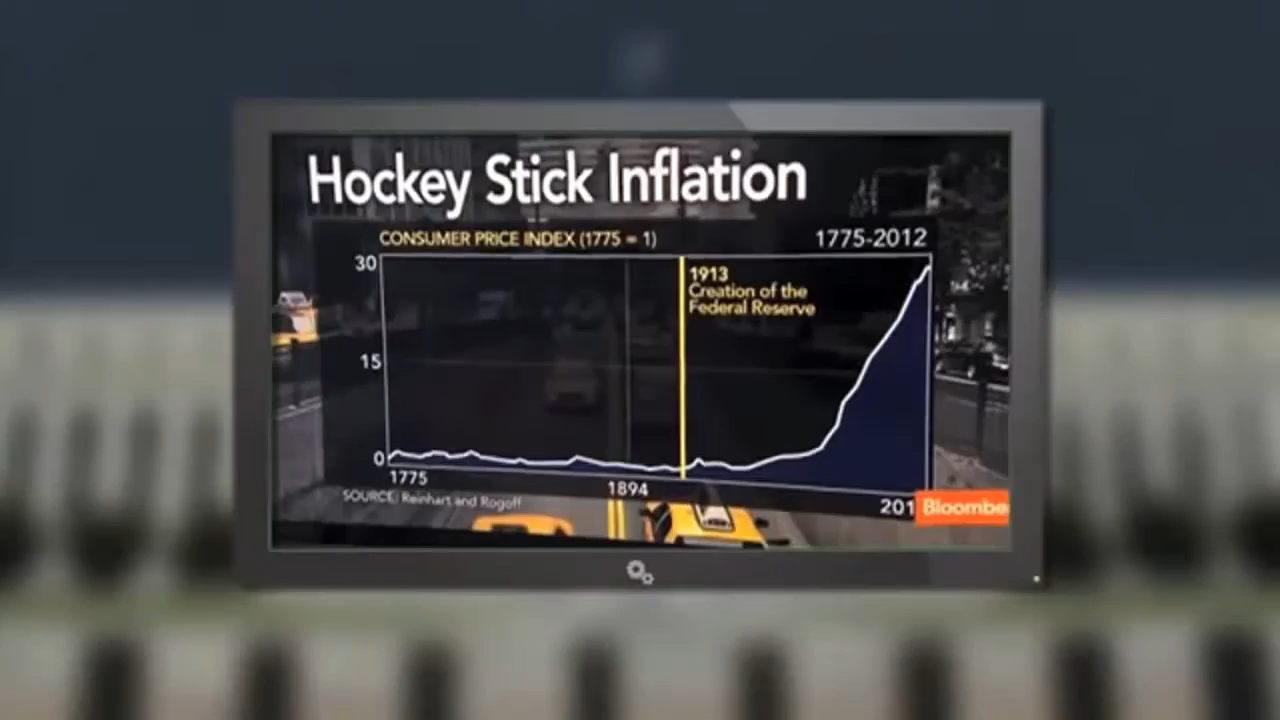 Hockey Stick Inflation
CONSUMER PRICE INDEX (1775 = 1)
1775-2012
30
1913
Creation of the
Federal Reserve
15
0
1775
1894
201
SOURCE: Reinhart and Rogoff
Bloombe